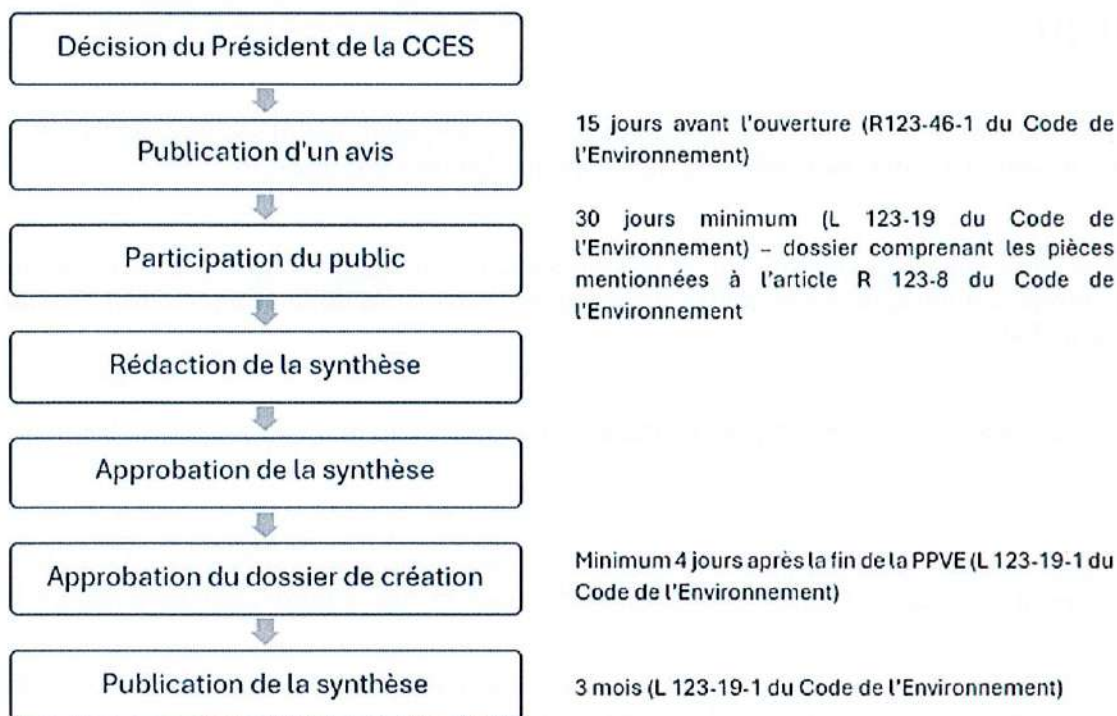 Décision du Président de la CCES
Publication d'un avis
15 jours avant l'ouverture (R123-46-1 du Code de
l'Environnement)
Participation du public
30 jours minimum (L 123-19 du Code de
l'Environnement) – dossier comprenant les pièces
mentionnées à l'article R 123-8 du Code de
l'Environnement
Rédaction de la synthèse
Approbation de la synthèse
Approbation du dossier de création
Minimum 4 jours après la fin de la PPVE (L 123-19-1 du
Code de l'Environnement)
Publication de la synthèse
3 mois (L 123-19-1 du Code de l'Environnement)